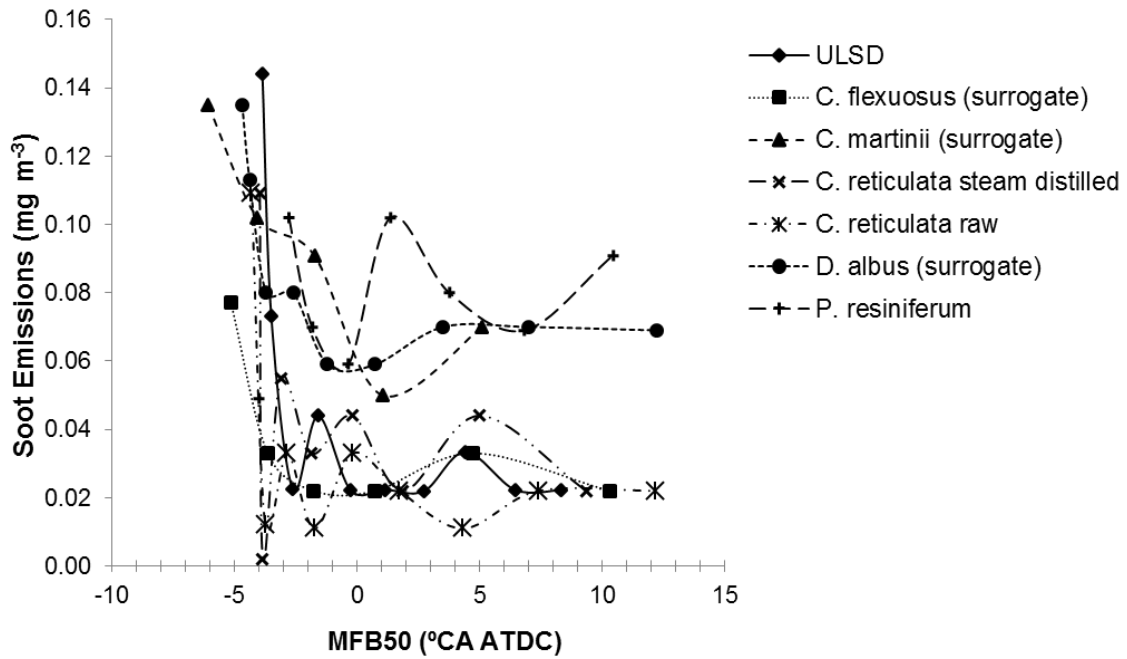 0.16
0.14
0.12
0.10
0.08
0.06
0.04
0.02
0.00
Soot Emissions (mg m-3)
-10 -5 0 5 10 15
MFB50 (ºCA ATDC)
ULSD
C. flexuosus (surrogate)
C. martinii (surrogate)
C. reticulata steam distilled
C. reticulata raw
D. albus (surrogate)
P. resiniferum